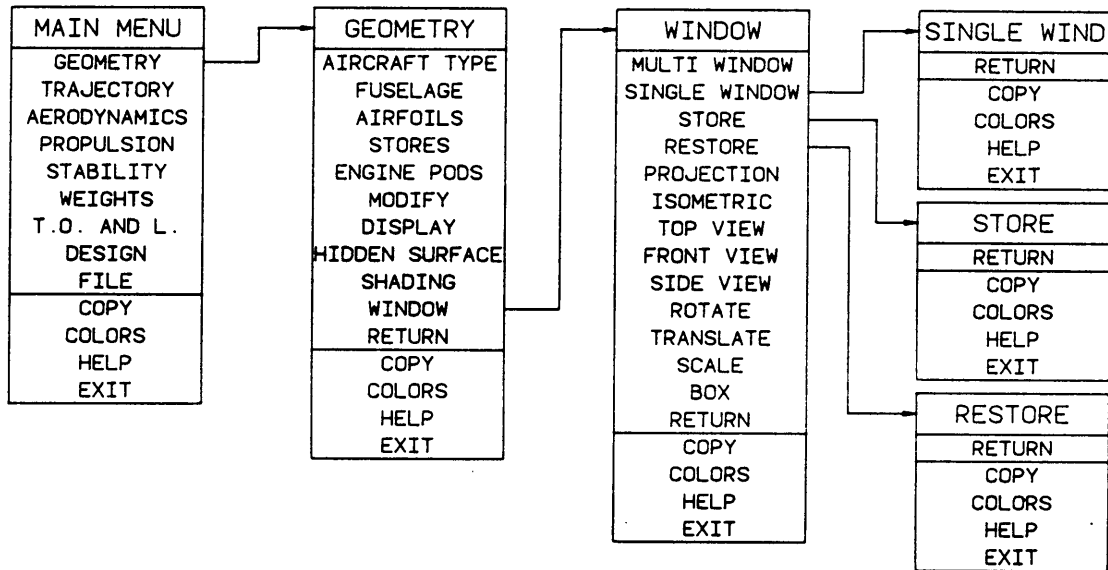 MAIN MENU
GEOMETRY
TRAJECTORY
AERODYNAMICS
PROPULSION
STABILITY
WEIGHTS
T.O. AND L.
DESIGN
FILE
COPY
COLORS
HELP
EXIT
GEOMETRY
AIRCRAFT TYPE
FUSELAGE
AIRFOILS
STORES
ENGINE PODS
MODIFY
DISPLAY
HIDDEN SURFACE
SHADING
WINDOW
RETURN
COPY
COLORS
HELP
EXIT
WINDOW
MULTI WINDOW
SINGLE WINDOW
STORE
RESTORE
PROJECTION
ISOMETRIC
TOP VIEW
FRONT VIEW
SIDE VIEW
ROTATE
TRANSLATE
SCALE
BOX
RETURN
COPY
COLORS
HELP
EXIT
SINGLE WIND
RETURN
COPY
COLORS
HELP
EXIT
STORE
RETURN
COPY
COLORS
HELP
EXIT
RESTORE
RETURN
COPY
COLORS
HELP
EXIT